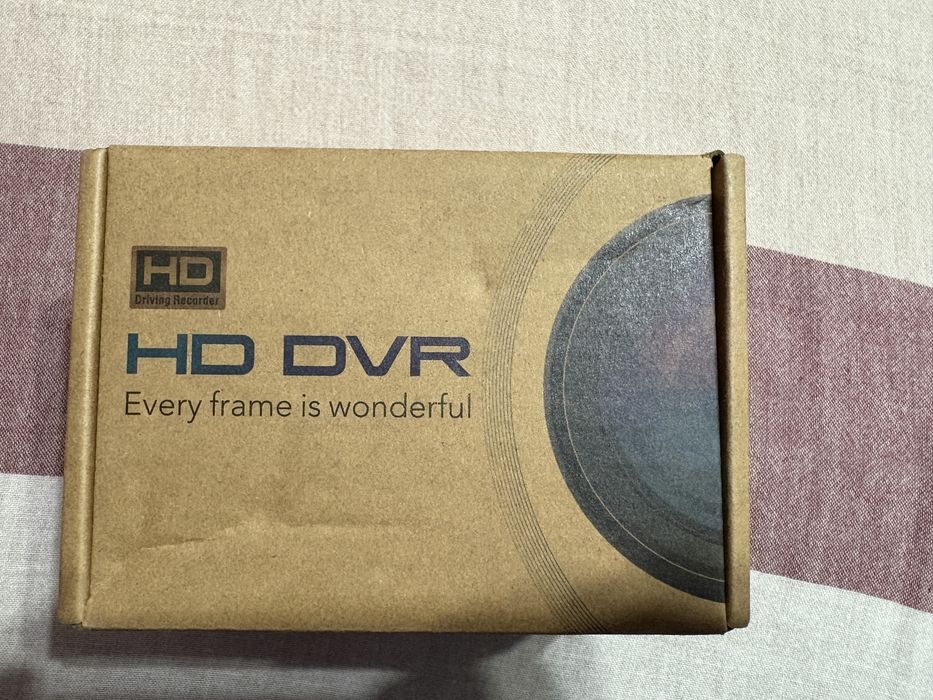 HD
Driving Recorder
HD DVR
Every frame is wonderful